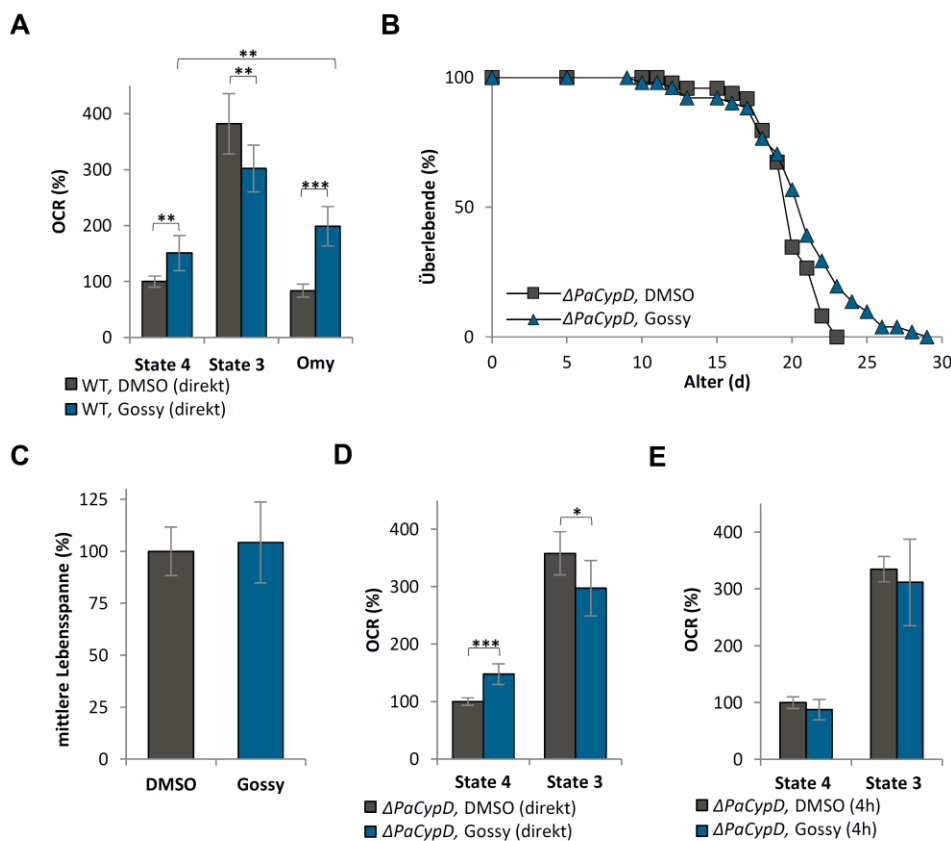 A
OCR (%)
400
300
200
100
0
**
**
**
***
State 4
State 3
Omy
WT, DMSO (direkt)
WT, Gossy (direkt)
B
Überlebende (%)
100
50
0
0
5
10
15
20
25
30
Alter (d)
ΔPaCypD, DMSO
ΔPaCypD, Gossy
C
mittlere Lebensspanne (%)
125
100
75
50
25
0
DMSO
Gossy
D
OCR (%)
400
300
200
100
0
***
*
State 4
State 3
ΔPaCypD, DMSO (direkt)
ΔPaCypD, Gossy (direkt)
E
OCR (%)
400
300
200
100
0
State 4
State 3
ΔPaCypD, DMSO (4h)
ΔPaCypD, Gossy (4h)